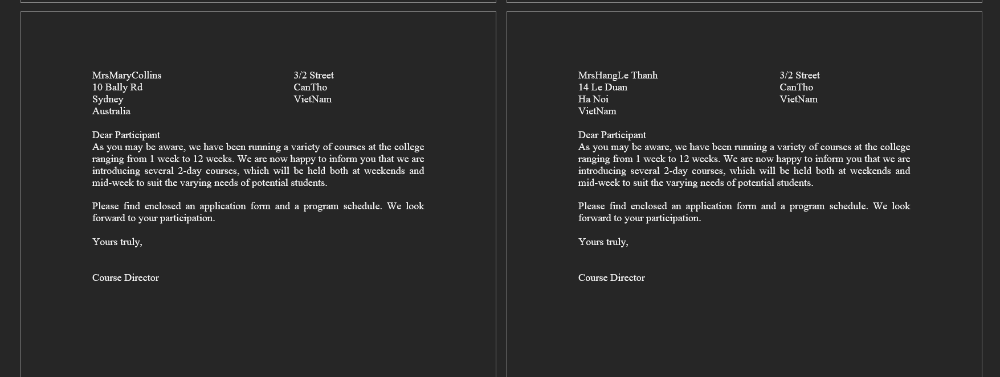 MrsMaryCollins 3/2 Street
10 Bally Rd CanTho
Sydney VietNam
Australia
Dear Participant
As you may be aware, we have been running a variety of courses at the college
ranging from 1 week to 12 weeks. We are now happy to inform you that we are
introducing several 2-day courses, which will be held both at weekends and
mid-week to suit the varying needs of potential students.
Please find enclosed an application form and a program schedule. We look
forward to your participation.
Yours truly,
Course Director
MrsHangLe Thanh 3/2 Street
14 Le Duan CanTho
Ha Noi VietNam
VietNam
Dear Participant
As you may be aware, we have been running a variety of courses at the college
ranging from 1 week to 12 weeks. We are now happy to inform you that we are
introducing several 2-day courses, which will be held both at weekends and
mid-week to suit the varying needs of potential students.
Please find enclosed an application form and a program schedule. We look
forward to your participation.
Yours truly,
Course Director